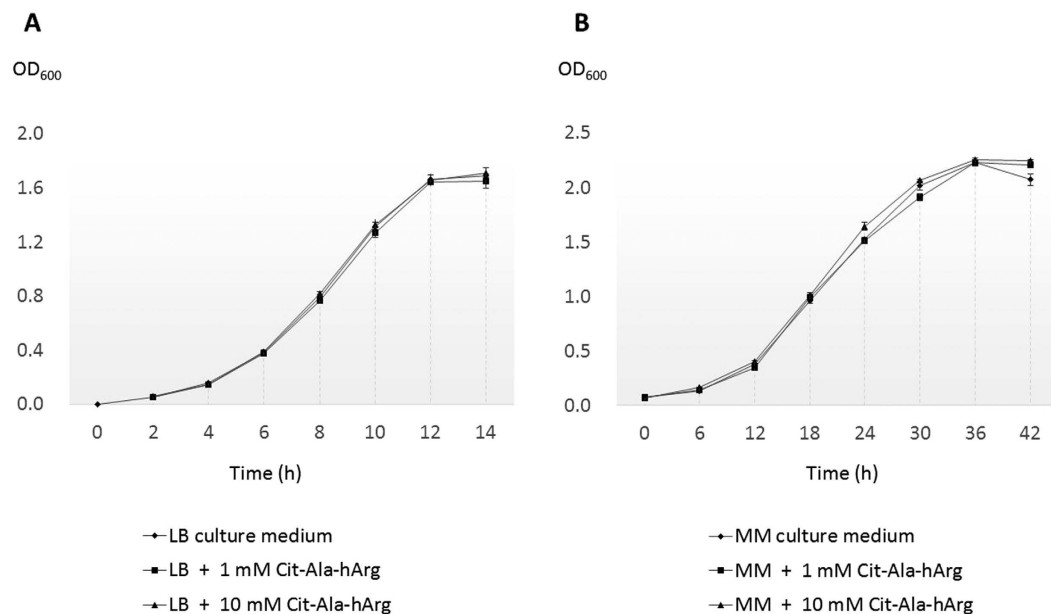 A
OD600
2.0
1.6
1.2
0.8
0.4
0.0
0 2 4 6 8 10 12 14
Time (h)
LB culture medium
LB + 1 mM Cit-Ala-hArg
LB + 10 mM Cit-Ala-hArg
B
OD600
2.5
2.0
1.5
1.0
0.5
0.0
0 6 12 18 24 30 36 42
Time (h)
MM culture medium
MM + 1 mM Cit-Ala-hArg
MM + 10 mM Cit-Ala-hArg